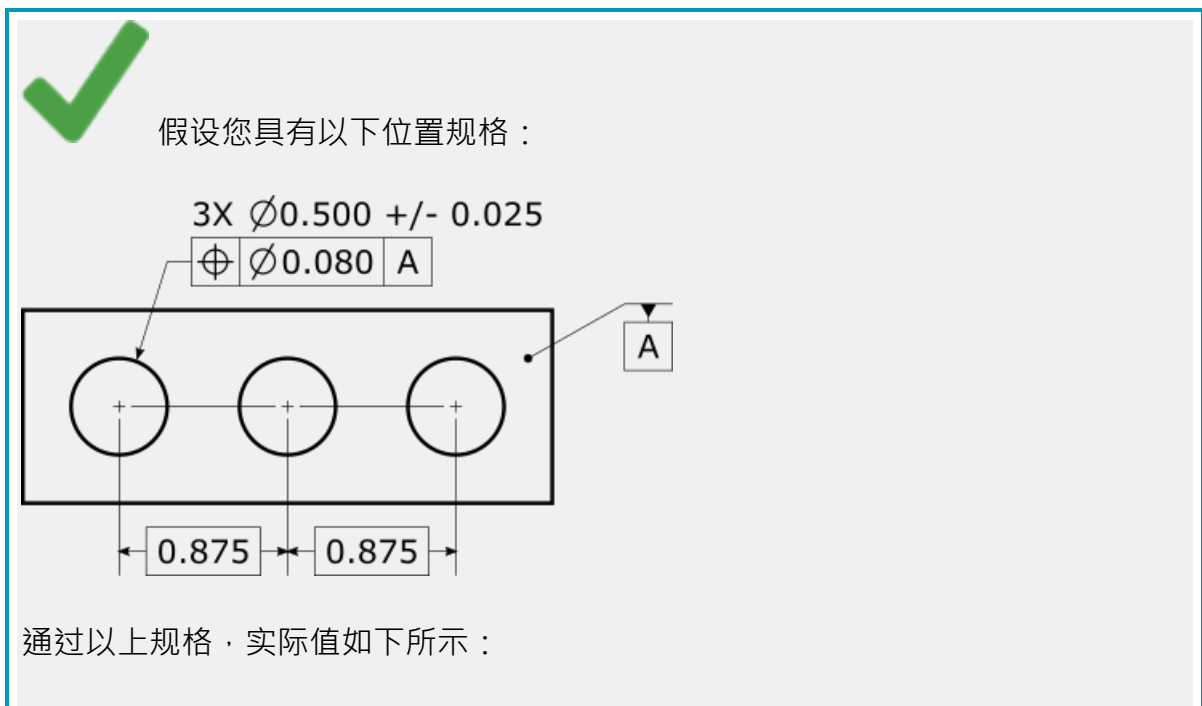 假设您具有以下位置规格：
3X ∅0.500 +/- 0.025
⌖ ∅0.080 A
A
0.875 0.875
通过以上规格，实际值如下所示：